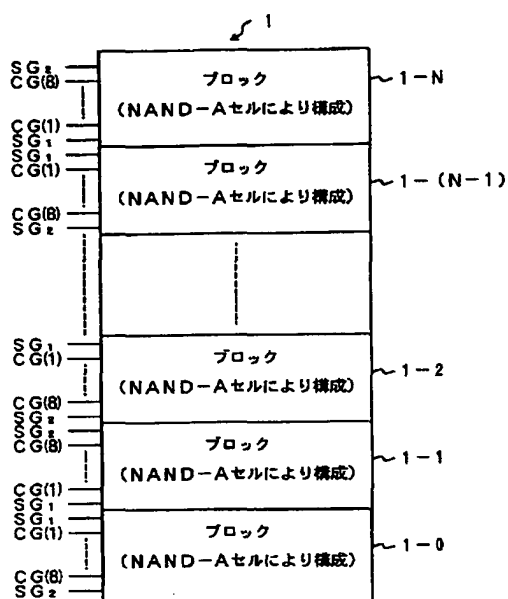 1
SG₂
CG(8)
ブロック
(NAND-Aセルにより構成)
1-N
CG(1)
SG₁
SG₁
CG(1)
ブロック
(NAND-Aセルにより構成)
1-(N-1)
CG(8)
SG₂
SG₁
CG(1)
ブロック
(NAND-Aセルにより構成)
1-2
CG(8)
SG₂
SG₂
CG(8)
ブロック
(NAND-Aセルにより構成)
1-1
CG(1)
SG₁
SG₁
CG(1)
ブロック
(NAND-Aセルにより構成)
1-0
CG(8)
SG₂